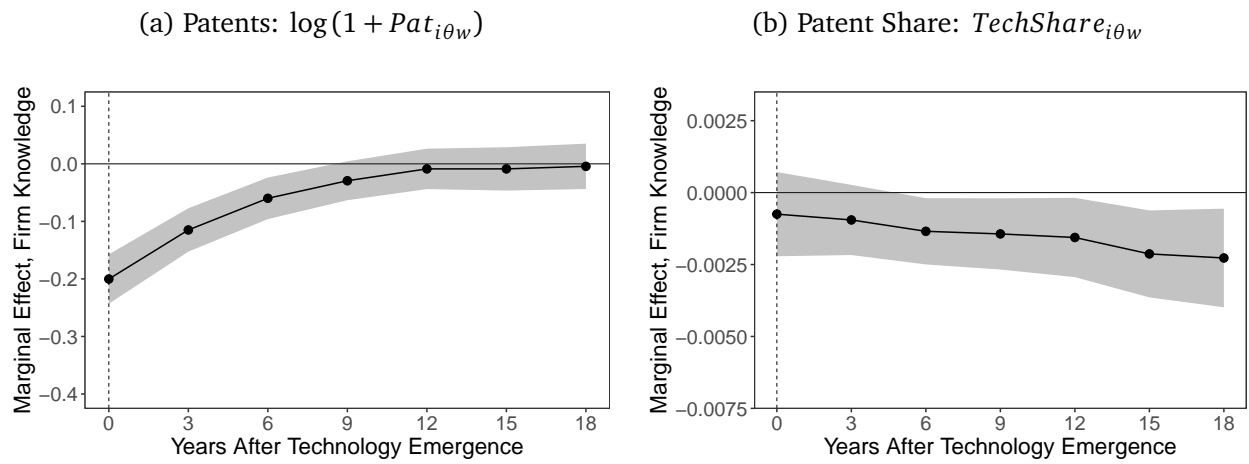 (a) Patents: log(1 + Pat_{iθw})
Marginal Effect, Firm Knowledge
0.1
0.0
−0.1
−0.2
−0.3
−0.4
0 3 6 9 12 15 18
Years After Technology Emergence
(b) Patent Share: TechShare_{iθw}
Marginal Effect, Firm Knowledge
0.0025
0.0000
−0.0025
−0.0050
−0.0075
0 3 6 9 12 15 18
Years After Technology Emergence